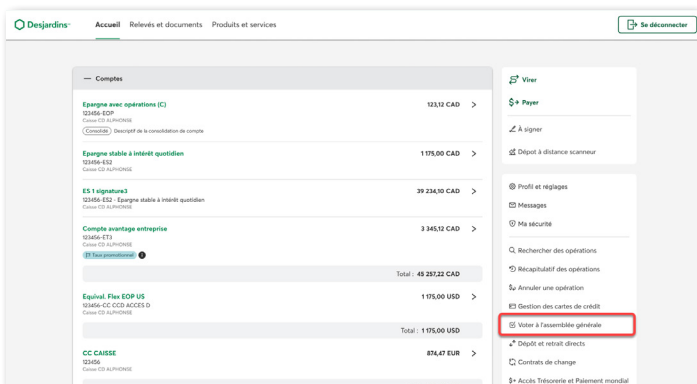 Desjardins
Accueil Relevés et documents Produits et services
Se déconnecter
Comptes
Epargne avec opérations (C) 123,12 CAD
123456-EOP
Caisse CD ALPHONSE
Consolidé Descriptif de la consolidation de compte
Epargne stable à intérêt quotidien 1 175,00 CAD
123456-ES2
Caisse CD ALPHONSE
ES 1 signature3 39 234,10 CAD
123456-ES2 - Epargne stable à intérêt quotidien
Caisse CD ALPHONSE
Compte avantage entreprise 3 345,12 CAD
123456-ET3
Caisse CD ALPHONSE
Taux promotionnel
Total : 45 257,22 CAD
Equival. Flex EOP US 1 175,00 USD
123456-CC CCD ACCES D
Caisse CD ALPHONSE
Total : 1 175,00 USD
CC CAISSE 874,47 EUR
123456
Caisse CD ALPHONSE
Virer
Payer
À signer
Dépot à distance scanneur
Profil et réglages
Messages
Ma sécurité
Rechercher des opérations
Récapitulatif des opérations
Annuler une opération
Gestion des cartes de crédit
Voter à l'assemblée générale
Dépôt et retrait directs
Contrats de change
Accès Trésorerie et Paiement mondial